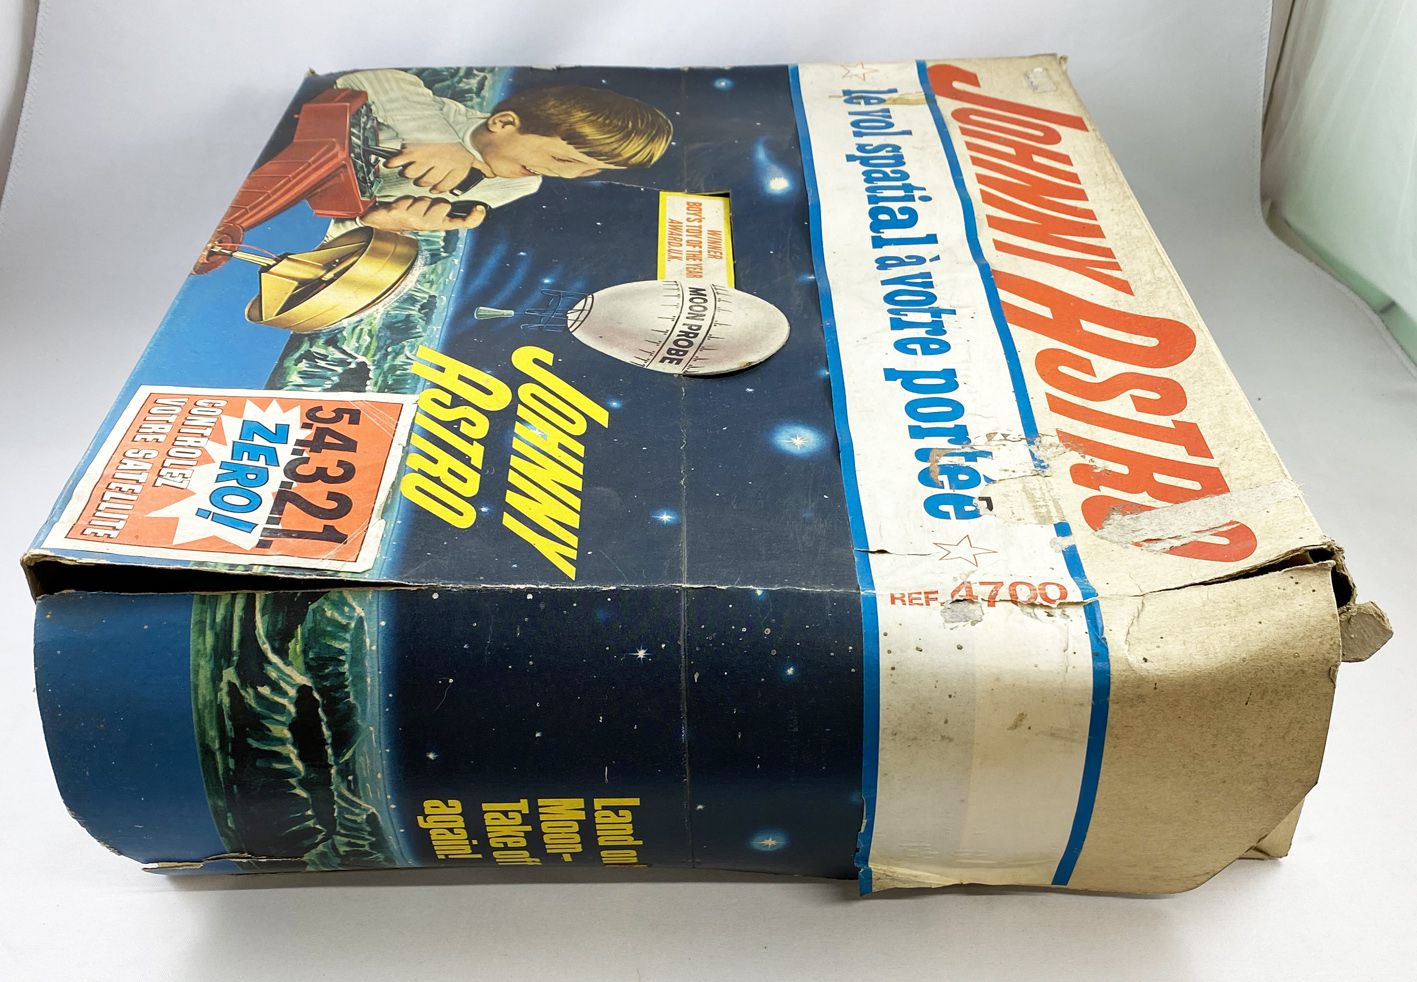 JOHNNY ASTRO
le vol spatial à votre portée
REF. 4700
WINNER
BOY'S TOY OF THE YEAR
AWARD.U.K.
MOON PROBE
JOHNNY
ASTRO
5.4.3.2.1.
ZERO!
CONTROLEZ
VOTRE SATELLITE
Land on
Moon-
Take off
again!